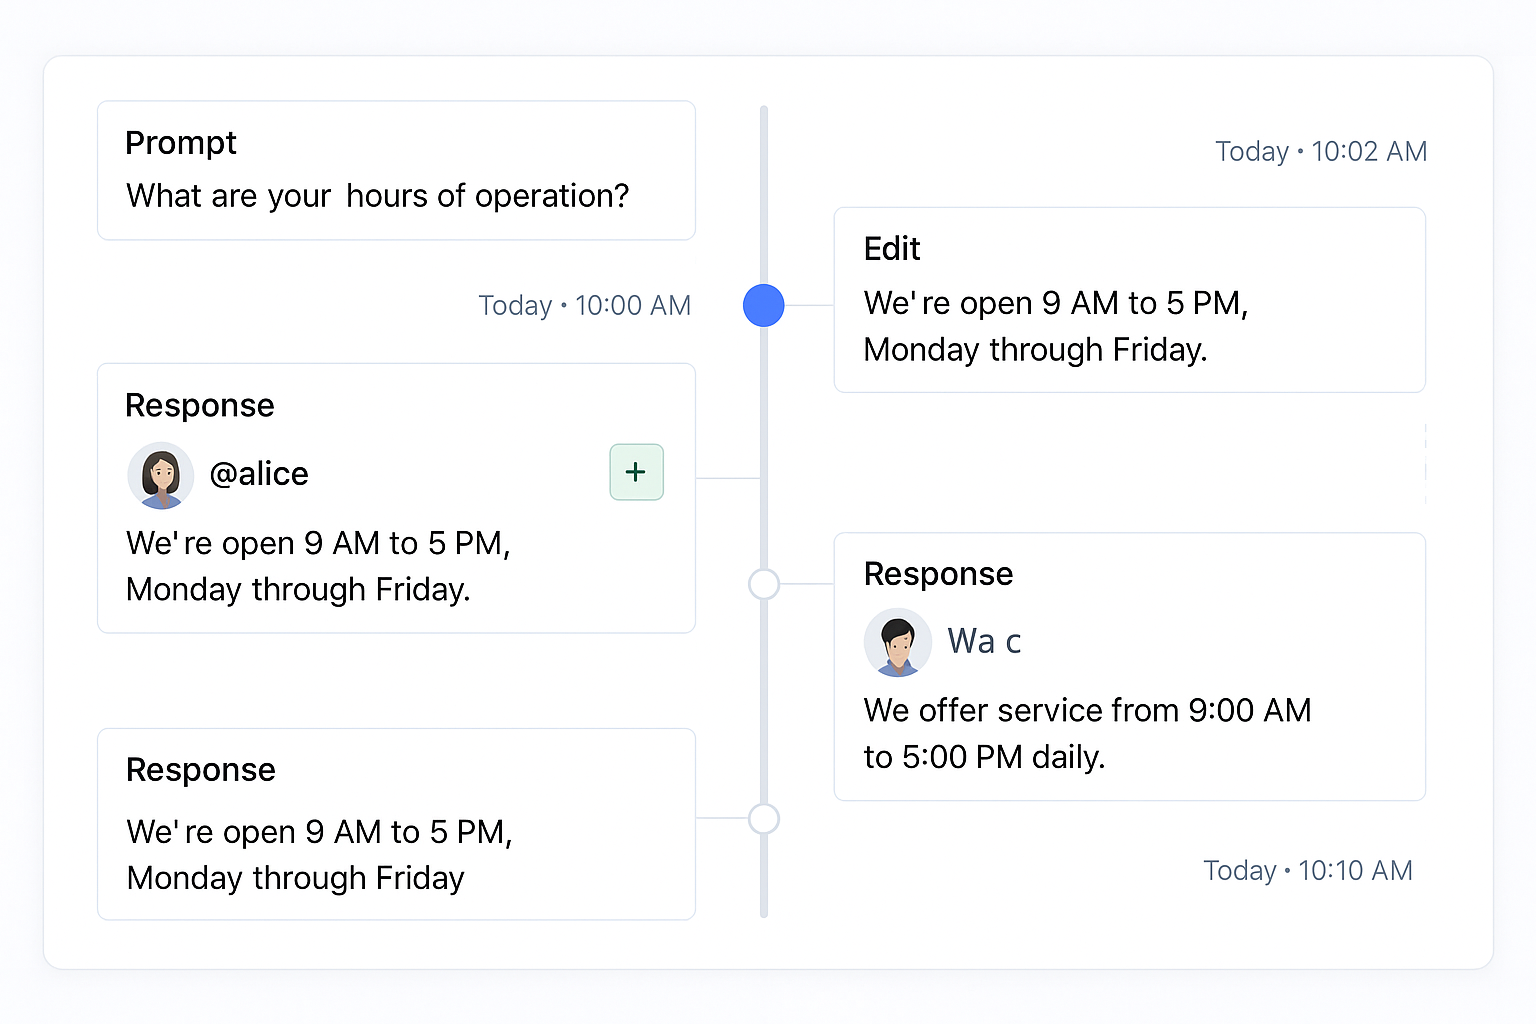 Prompt
What are your hours of operation?
Today • 10:00 AM
Response
@alice
+
We're open 9 AM to 5 PM,
Monday through Friday.
Response
We're open 9 AM to 5 PM,
Monday through Friday
Today • 10:02 AM
Edit
We're open 9 AM to 5 PM,
Monday through Friday.
Response
Wa c
We offer service from 9:00 AM
to 5:00 PM daily.
Today • 10:10 AM